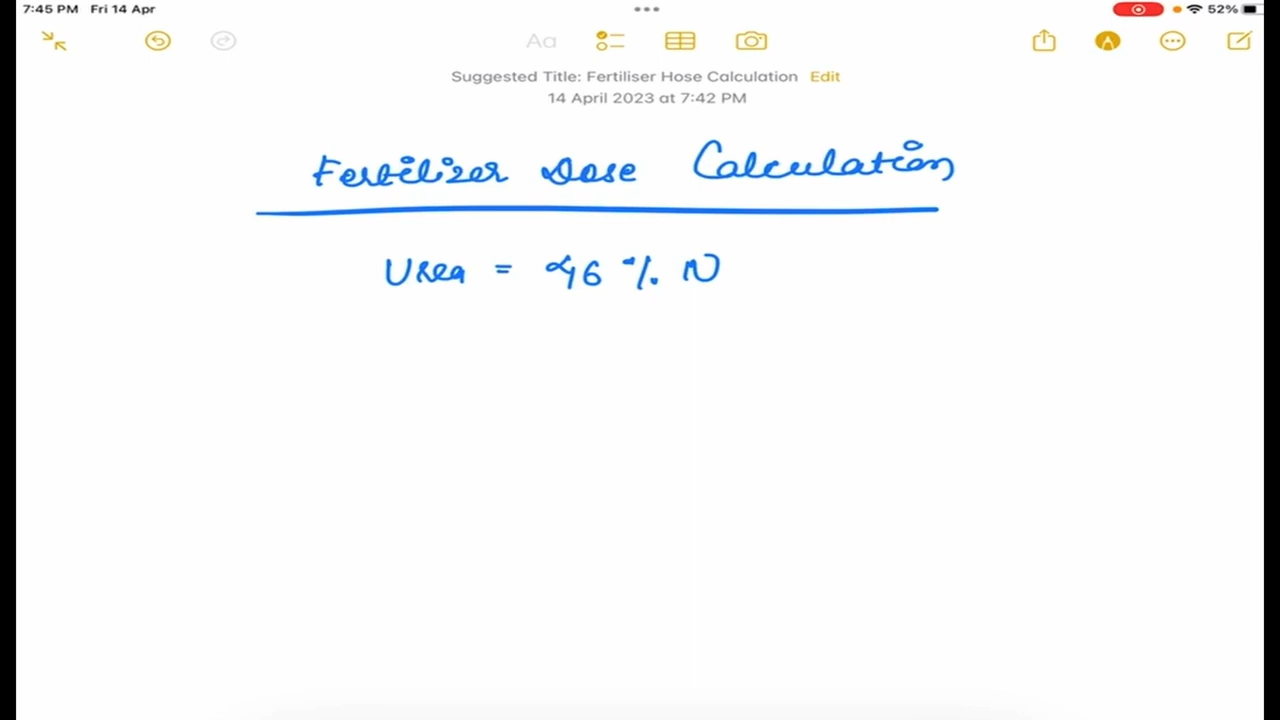 7:45 PM Fri 14 Apr 52%
Aa
Suggested Title: Fertiliser Hose Calculation Edit
14 April 2023 at 7:42 PM
Fertilizer Dose Calculation
Urea = 46 % N